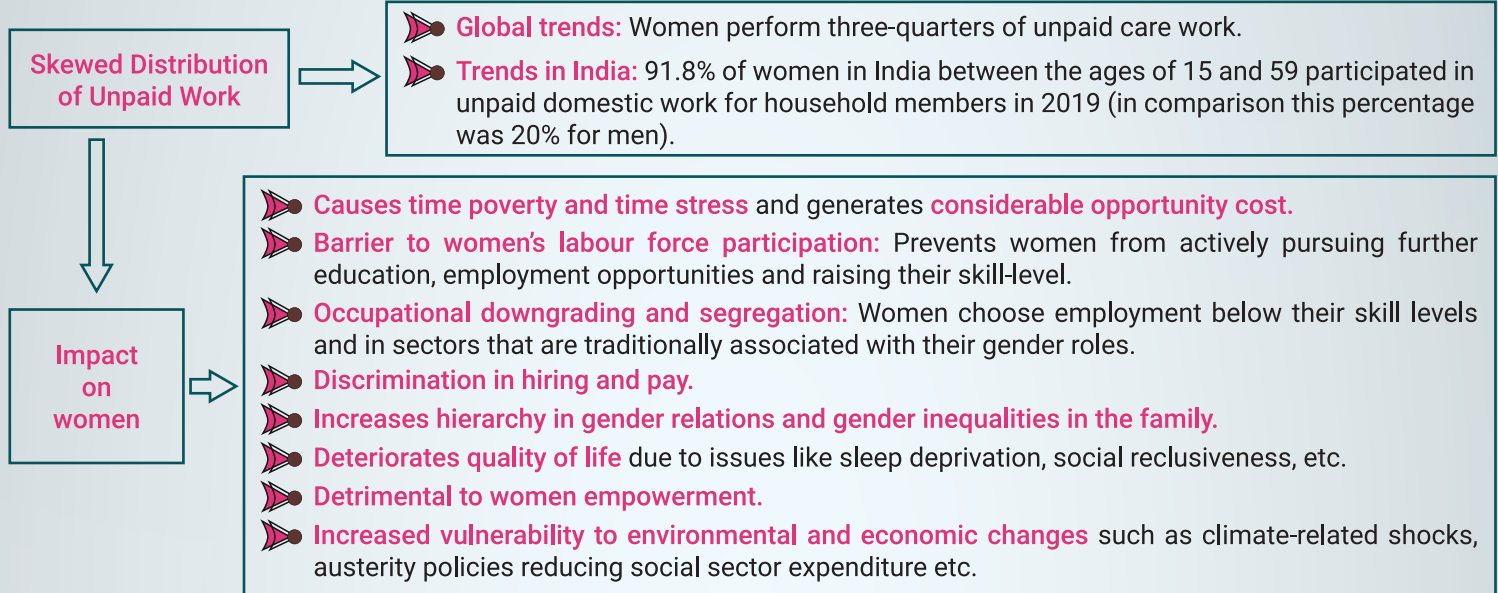 Skewed Distribution
of Unpaid Work
Global trends: Women perform three-quarters of unpaid care work.
Trends in India: 91.8% of women in India between the ages of 15 and 59 participated in
unpaid domestic work for household members in 2019 (in comparison this percentage
was 20% for men).
Impact
on
women
Causes time poverty and time stress and generates considerable opportunity cost.
Barrier to women’s labour force participation: Prevents women from actively pursuing further
education, employment opportunities and raising their skill-level.
Occupational downgrading and segregation: Women choose employment below their skill levels
and in sectors that are traditionally associated with their gender roles.
Discrimination in hiring and pay.
Increases hierarchy in gender relations and gender inequalities in the family.
Deteriorates quality of life due to issues like sleep deprivation, social reclusiveness, etc.
Detrimental to women empowerment.
Increased vulnerability to environmental and economic changes such as climate-related shocks,
austerity policies reducing social sector expenditure etc.